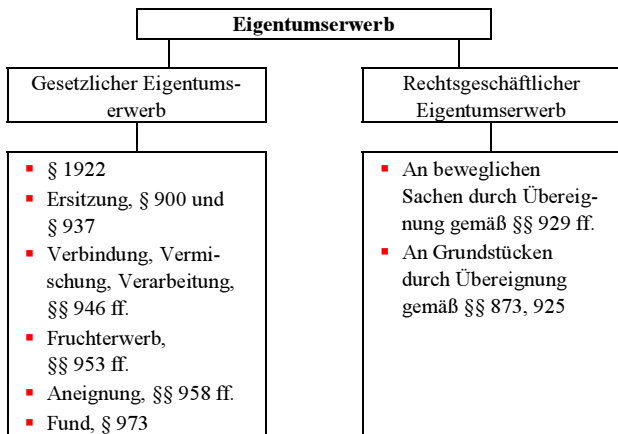 Eigentumserwerb
Gesetzlicher Eigentums-
erwerb
§ 1922
Ersitzung, § 900 und
§ 937
Verbindung, Vermi-
schung, Verarbeitung,
§§ 946 ff.
Fruchterwerb,
§§ 953 ff.
Aneignung, §§ 958 ff.
Fund, § 973
Rechtsgeschäftlicher
Eigentumserwerb
An beweglichen
Sachen durch Übereig-
nung gemäß §§ 929 ff.
An Grundstücken
durch Übereignung
gemäß §§ 873, 925